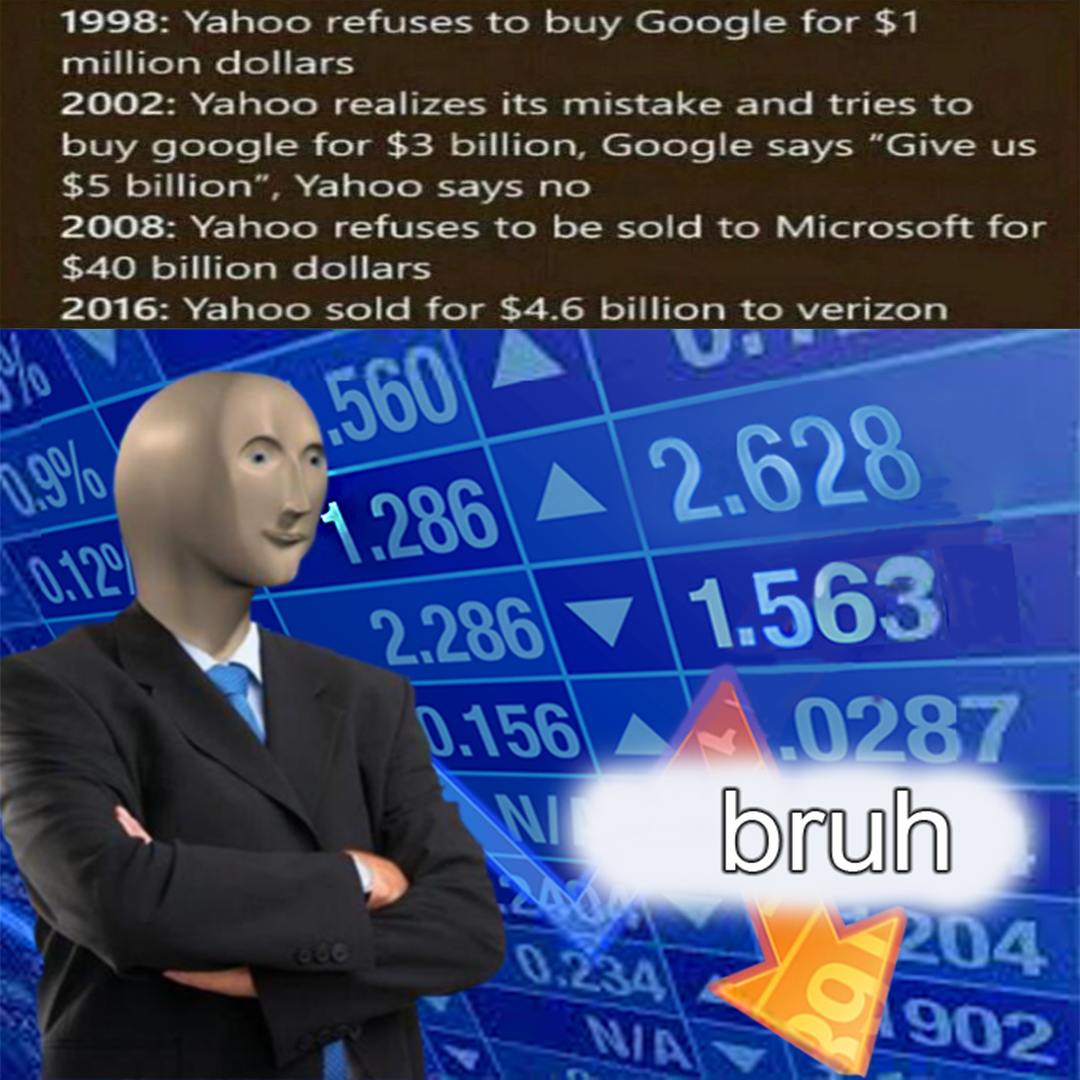 1998: Yahoo refuses to buy Google for $1
million dollars
2002: Yahoo realizes its mistake and tries to
buy google for $3 billion, Google says “Give us
$5 billion”, Yahoo says no
2008: Yahoo refuses to be sold to Microsoft for
$40 billion dollars
2016: Yahoo sold for $4.6 billion to verizon
.560
0.9% 1.286 2.628
0.12% 2.286 1.563
0.156 .0287
bruh
204
0.234
N/A 902